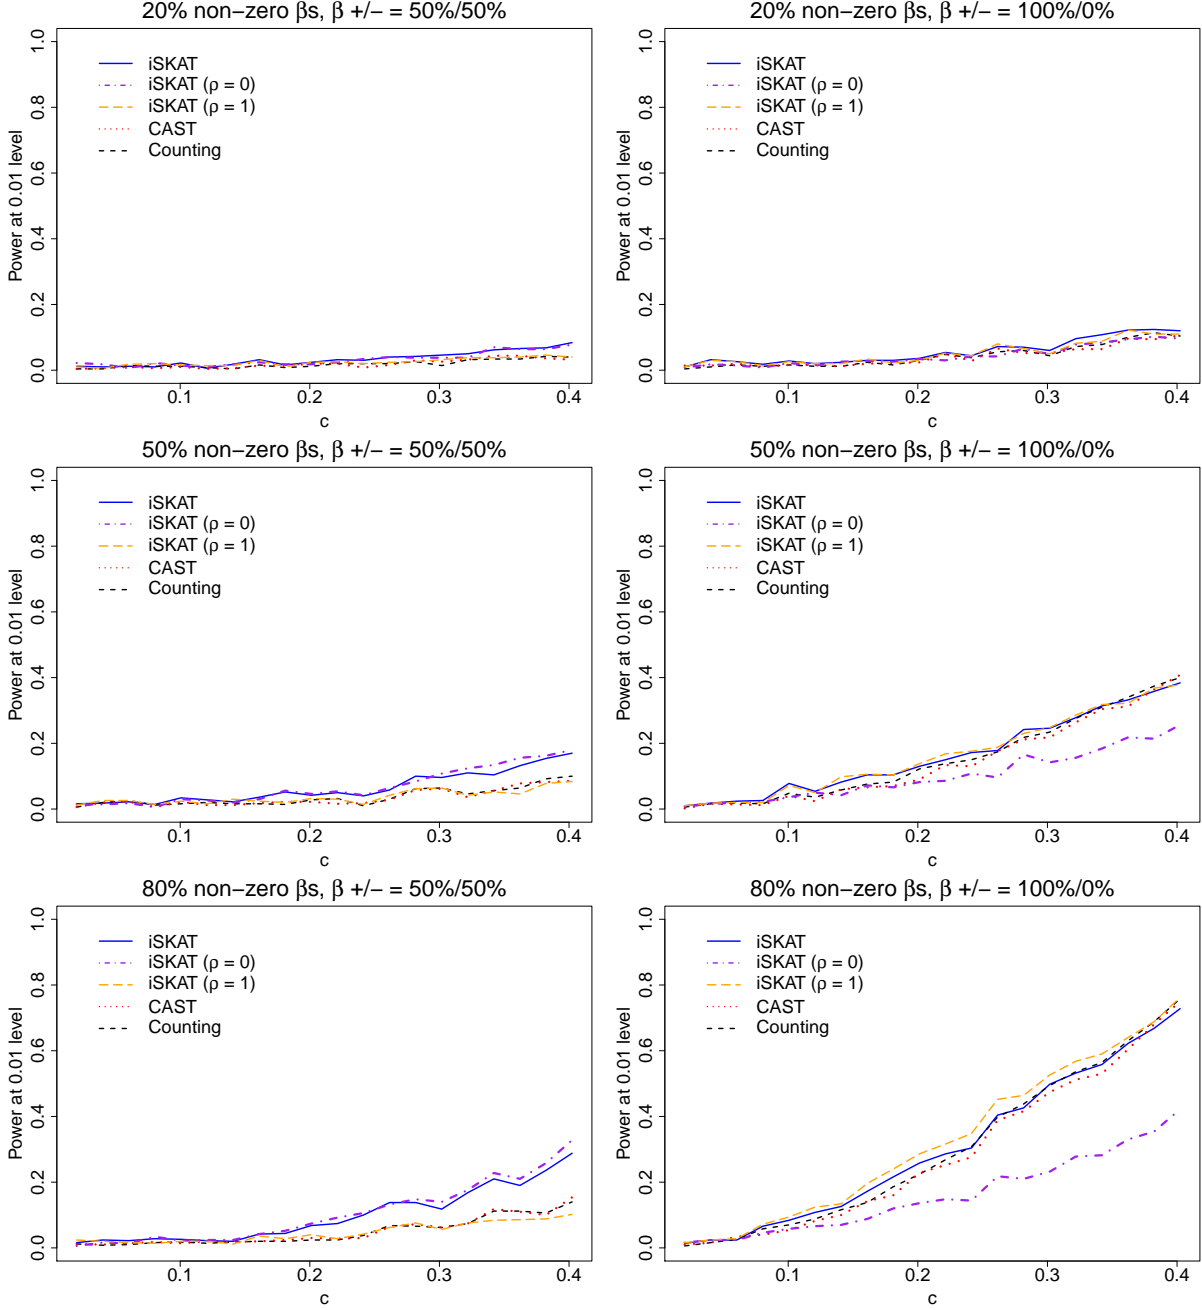 20% non−zero βs, β +/− = 50%/50%
Power at 0.01 level
0.0 0.2 0.4 0.6 0.8 1.0
iSKAT
iSKAT (ρ = 0)
iSKAT (ρ = 1)
CAST
Counting
0.1 0.2 0.3 0.4
c
20% non−zero βs, β +/− = 100%/0%
Power at 0.01 level
0.0 0.2 0.4 0.6 0.8 1.0
iSKAT
iSKAT (ρ = 0)
iSKAT (ρ = 1)
CAST
Counting
0.1 0.2 0.3 0.4
c
50% non−zero βs, β +/− = 50%/50%
Power at 0.01 level
0.0 0.2 0.4 0.6 0.8 1.0
iSKAT
iSKAT (ρ = 0)
iSKAT (ρ = 1)
CAST
Counting
0.1 0.2 0.3 0.4
c
50% non−zero βs, β +/− = 100%/0%
Power at 0.01 level
0.0 0.2 0.4 0.6 0.8 1.0
iSKAT
iSKAT (ρ = 0)
iSKAT (ρ = 1)
CAST
Counting
0.1 0.2 0.3 0.4
c
80% non−zero βs, β +/− = 50%/50%
Power at 0.01 level
0.0 0.2 0.4 0.6 0.8 1.0
iSKAT
iSKAT (ρ = 0)
iSKAT (ρ = 1)
CAST
Counting
0.1 0.2 0.3 0.4
c
80% non−zero βs, β +/− = 100%/0%
Power at 0.01 level
0.0 0.2 0.4 0.6 0.8 1.0
iSKAT
iSKAT (ρ = 0)
iSKAT (ρ = 1)
CAST
Counting
0.1 0.2 0.3 0.4
c